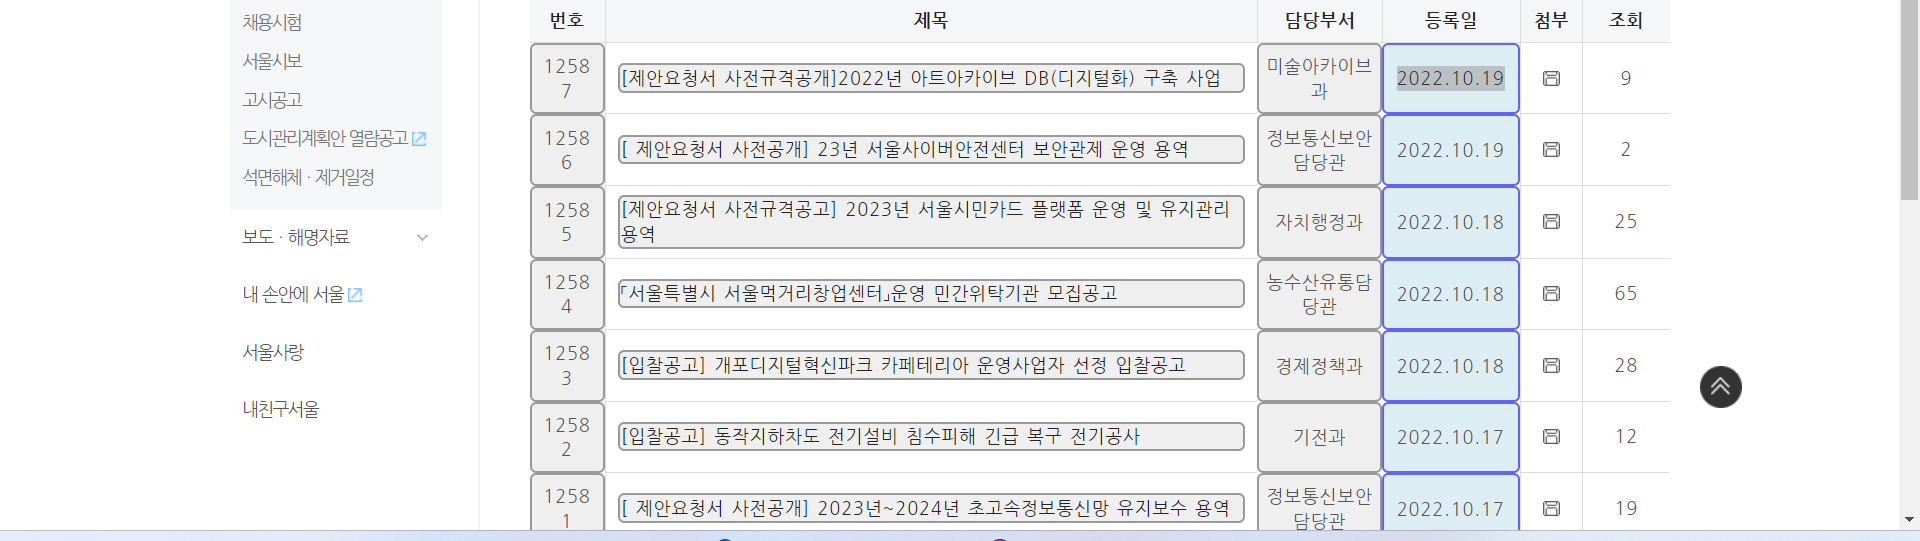 채용시험
서울시보
고시공고
도시관리계획안 열람공고
석면해체 · 제거일정
보도 · 해명자료
내 손안에 서울
서울사랑
내친구서울
번호 제목 담당부서 등록일 첨부 조회
12587 [제안요청서 사전규격공개]2022년 아트아카이브 DB(디지털화) 구축 사업 미술아카이브과 2022.10.19 9
12586 [ 제안요청서 사전공개] 23년 서울사이버안전센터 보안관제 운영 용역 정보통신보안담당관 2022.10.19 2
12585 [제안요청서 사전규격공고] 2023년 서울시민카드 플랫폼 운영 및 유지관리 용역 자치행정과 2022.10.18 25
12584 「서울특별시 서울먹거리창업센터」운영 민간위탁기관 모집공고 농수산유통담당관 2022.10.18 65
12583 [입찰공고] 개포디지털혁신파크 카페테리아 운영사업자 선정 입찰공고 경제정책과 2022.10.18 28
12582 [입찰공고] 동작지하차도 전기설비 침수피해 긴급 복구 전기공사 기전과 2022.10.17 12
12581 [ 제안요청서 사전공개] 2023년~2024년 초고속정보통신망 유지보수 용역 정보통신보안담당관 2022.10.17 19